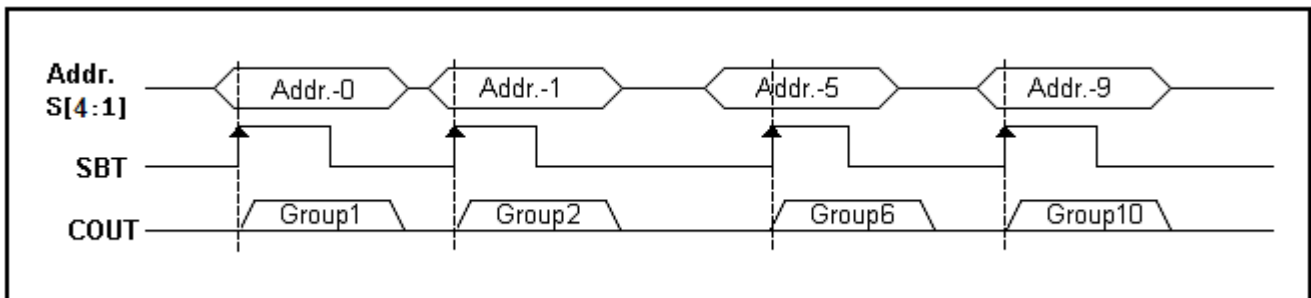 Addr.
S[4:1]
Addr.-0
Addr.-1
Addr.-5
Addr.-9
SBT
COUT
Group1
Group2
Group6
Group10